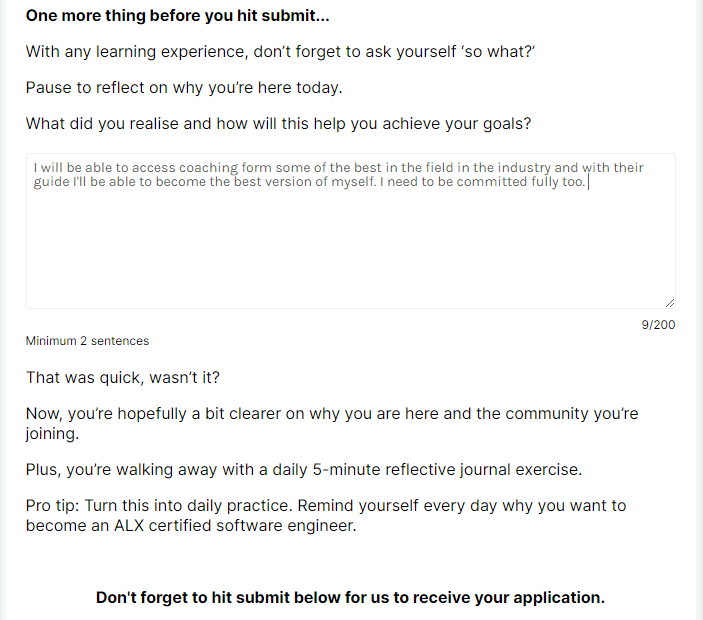 One more thing before you hit submit...
With any learning experience, don't forget to ask yourself 'so what?'
Pause to reflect on why you're here today.
What did you realise and how will this help you achieve your goals?
I will be able to access coaching form some of the best in the field in the industry and with their
guide I'll be able to become the best version of myself. I need to be committed fully too.
9/200
Minimum 2 sentences
That was quick, wasn't it?
Now, you're hopefully a bit clearer on why you are here and the community you're
joining.
Plus, you're walking away with a daily 5-minute reflective journal exercise.
Pro tip: Turn this into daily practice. Remind yourself every day why you want to
become an ALX certified software engineer.
Don't forget to hit submit below for us to receive your application.